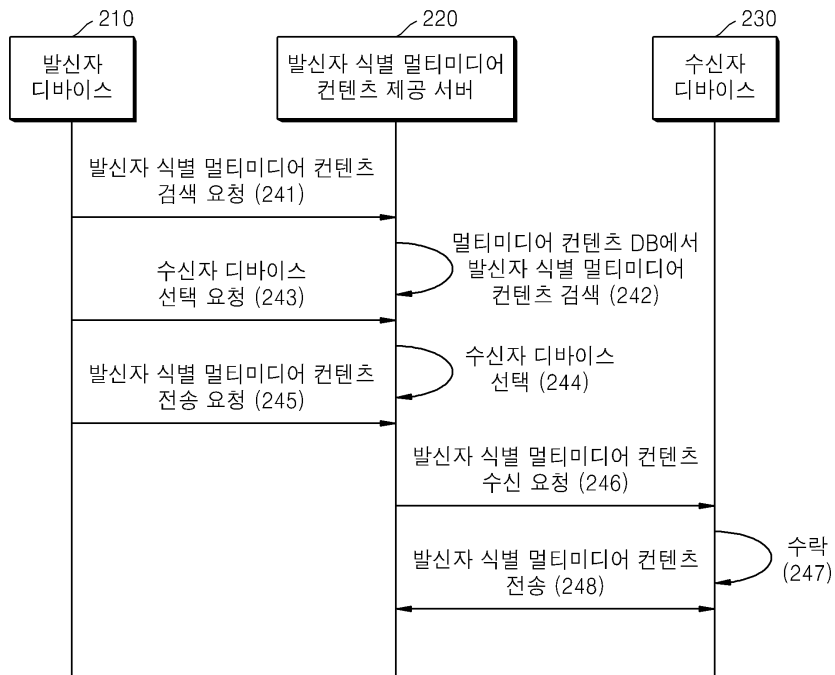 210
220
230
발신자
디바이스
발신자 식별 멀티미디어
컨텐츠 제공 서버
수신자
디바이스
발신자 식별 멀티미디어 컨텐츠
검색 요청 (241)
멀티미디어 컨텐츠 DB에서
발신자 식별 멀티미디어
컨텐츠 검색 (242)
수신자 디바이스
선택 요청 (243)
수신자 디바이스
선택 (244)
발신자 식별 멀티미디어 컨텐츠
전송 요청 (245)
발신자 식별 멀티미디어 컨텐츠
수신 요청 (246)
수락
(247)
발신자 식별 멀티미디어 컨텐츠
전송 (248)